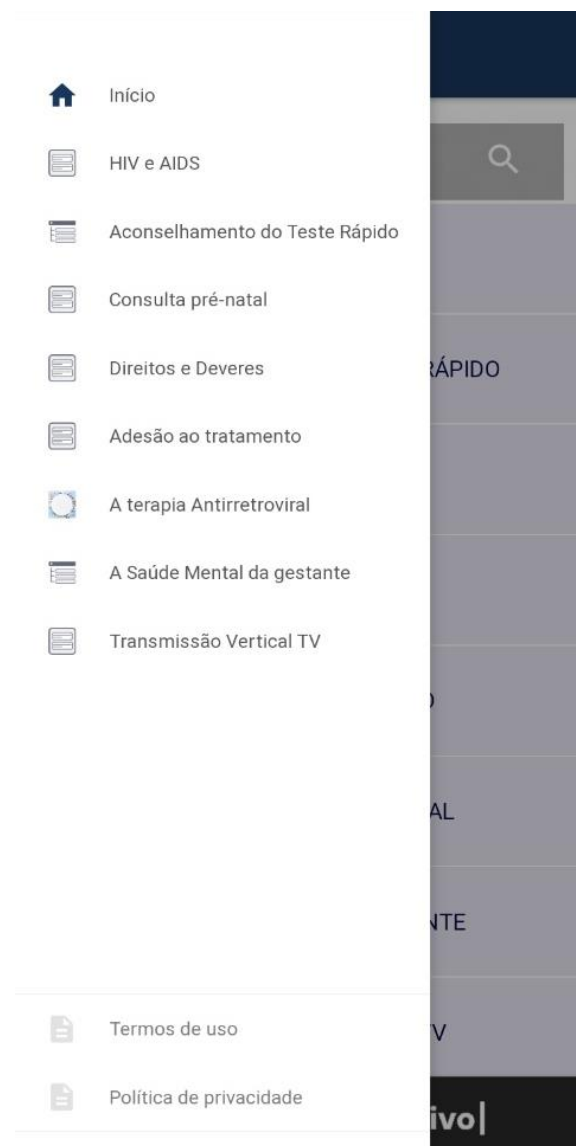 Início
HIV e AIDS
Aconselhamento do Teste Rápido
Consulta pré-natal
Direitos e Deveres
RÁPIDO
Adesão ao tratamento
A terapia Antirretroviral
A Saúde Mental da gestante
Transmissão Vertical TV
AL
NTE
Termos de uso
V
Política de privacidade
ivo|